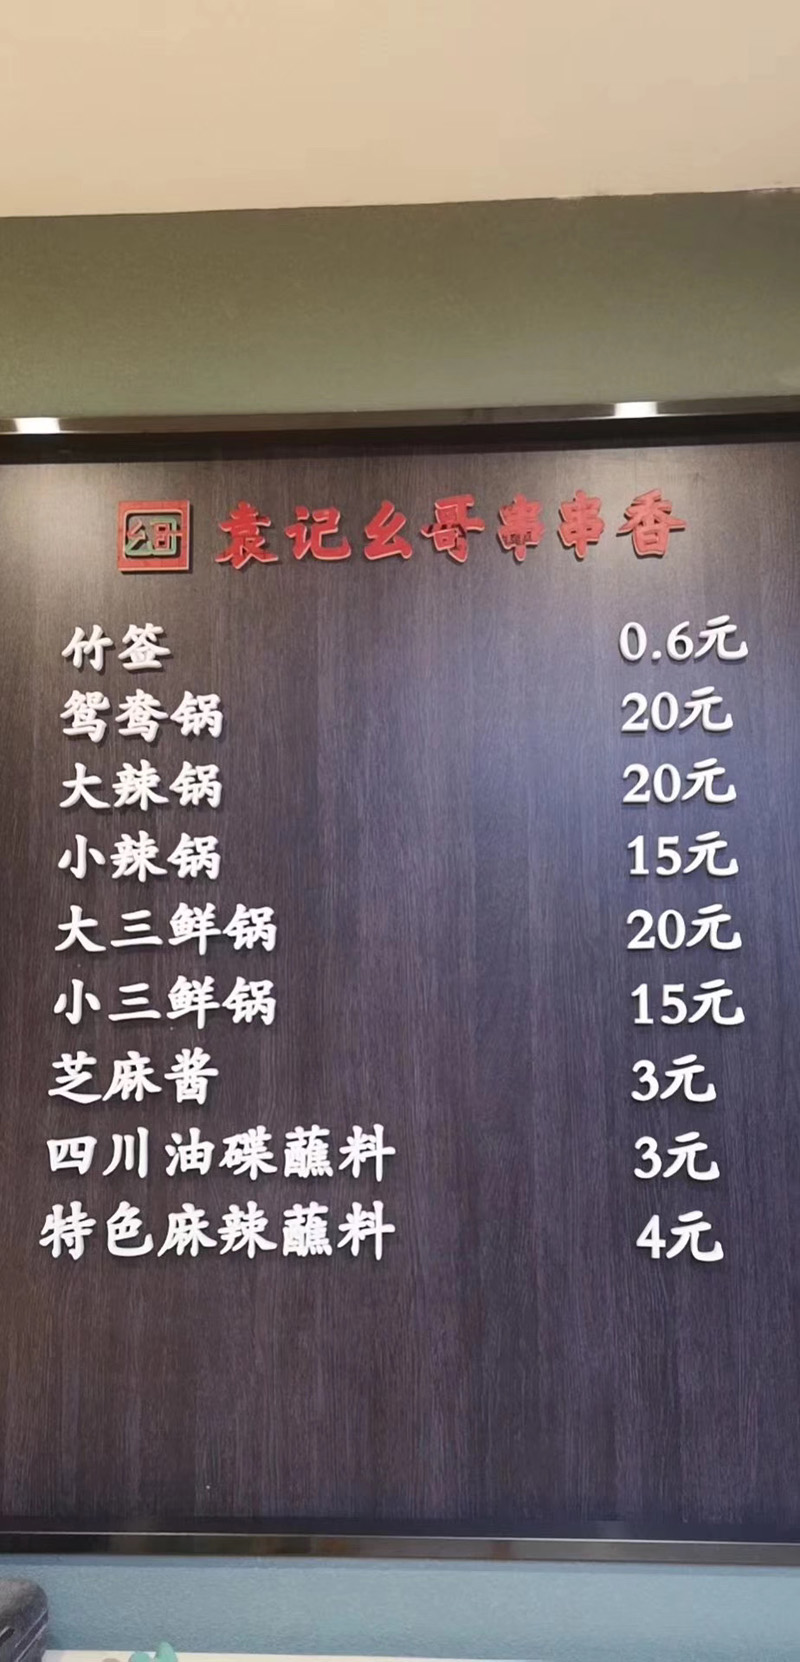 袁记幺哥串串香
竹签 0.6元
鸳鸯锅 20元
大辣锅 20元
小辣锅 15元
大三鲜锅 20元
小三鲜锅 15元
芝麻酱 3元
四川油碟蘸料 3元
特色麻辣蘸料 4元